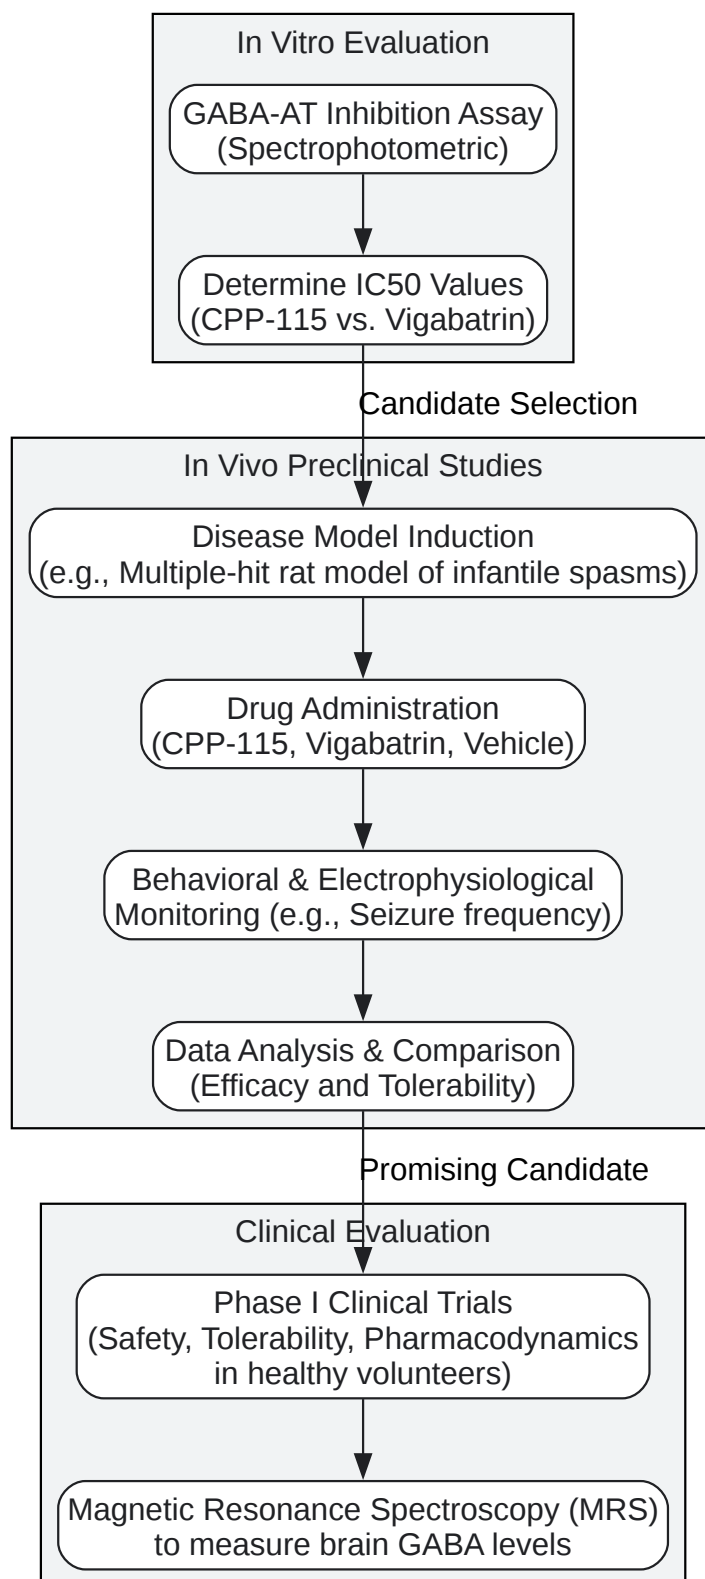 In Vitro Evaluation
GABA-AT Inhibition Assay
(Spectrophotometric)
Determine IC50 Values
(CPP-115 vs. Vigabatrin)
Candidate Selection
In Vivo Preclinical Studies
Disease Model Induction
(e.g., Multiple-hit rat model of infantile spasms)
Drug Administration
(CPP-115, Vigabatrin, Vehicle)
Behavioral & Electrophysiological
Monitoring (e.g., Seizure frequency)
Data Analysis & Comparison
(Efficacy and Tolerability)
Promising Candidate
Clinical Evaluation
Phase I Clinical Trials
(Safety, Tolerability, Pharmacodynamics
in healthy volunteers)
Magnetic Resonance Spectroscopy (MRS)
to measure brain GABA levels